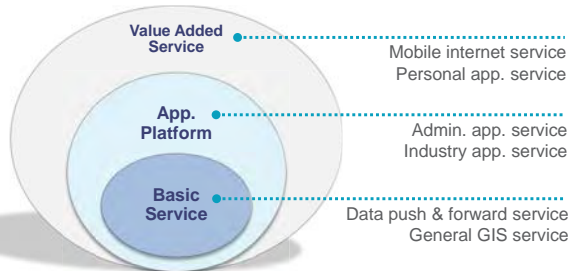 Value Added
Service
Mobile internet service
Personal app. service
App.
Platform
Admin. app. service
Industry app. service
Basic
Service
Data push & forward service
General GIS service